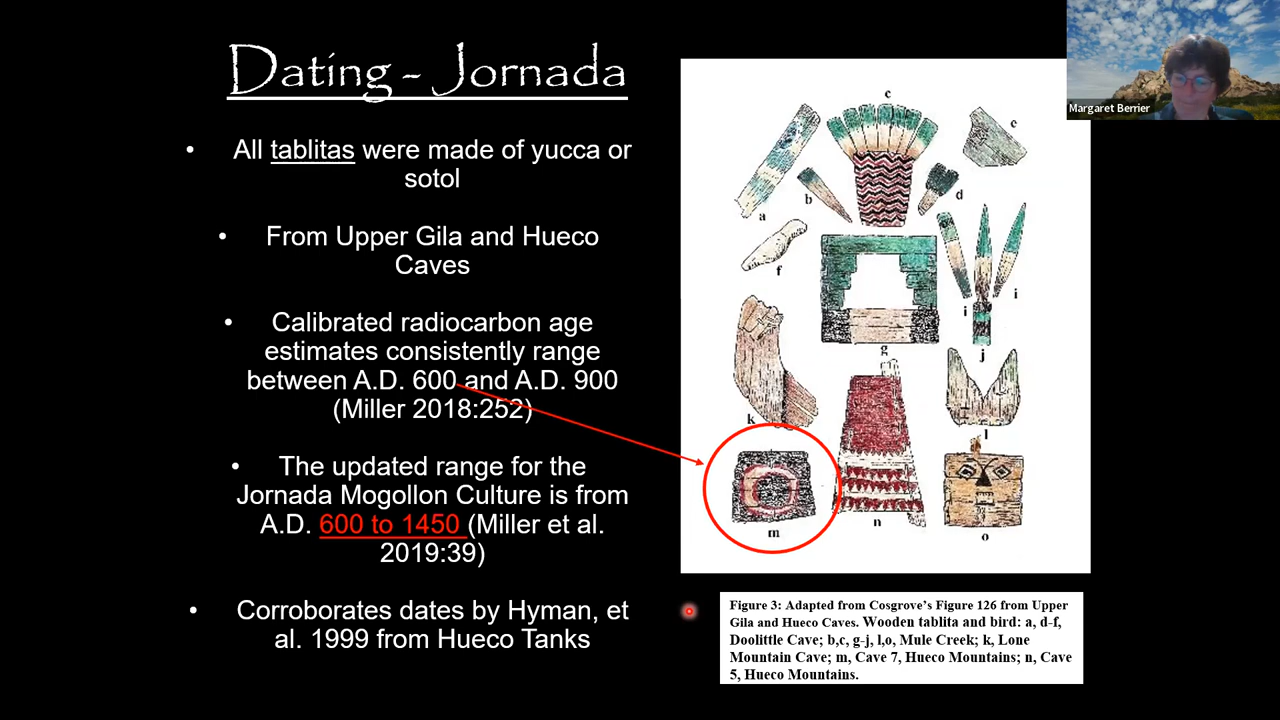 Dating - Jornada
• All tablitas were made of yucca or
sotol
• From Upper Gila and Hueco
Caves
• Calibrated radiocarbon age
estimates consistently range
between A.D. 600 and A.D. 900
(Miller 2018:252)
• The updated range for the
Jornada Mogollon Culture is from
A.D. 600 to 1450 (Miller et al.
2019:39)
• Corroborates dates by Hyman, et
al. 1999 from Hueco Tanks
Margaret Berrier
c
e
b
d
a
f
i
i
g
j
k
l
m
n
o
Figure 3: Adapted from Cosgrove's Figure 126 from Upper
Gila and Hueco Caves. Wooden tablita and bird: a, d-f,
Doolittle Cave; b,c, g-j, l,o, Mule Creek; k, Lone
Mountain Cave; m, Cave 7, Hueco Mountains; n, Cave
5, Hueco Mountains.